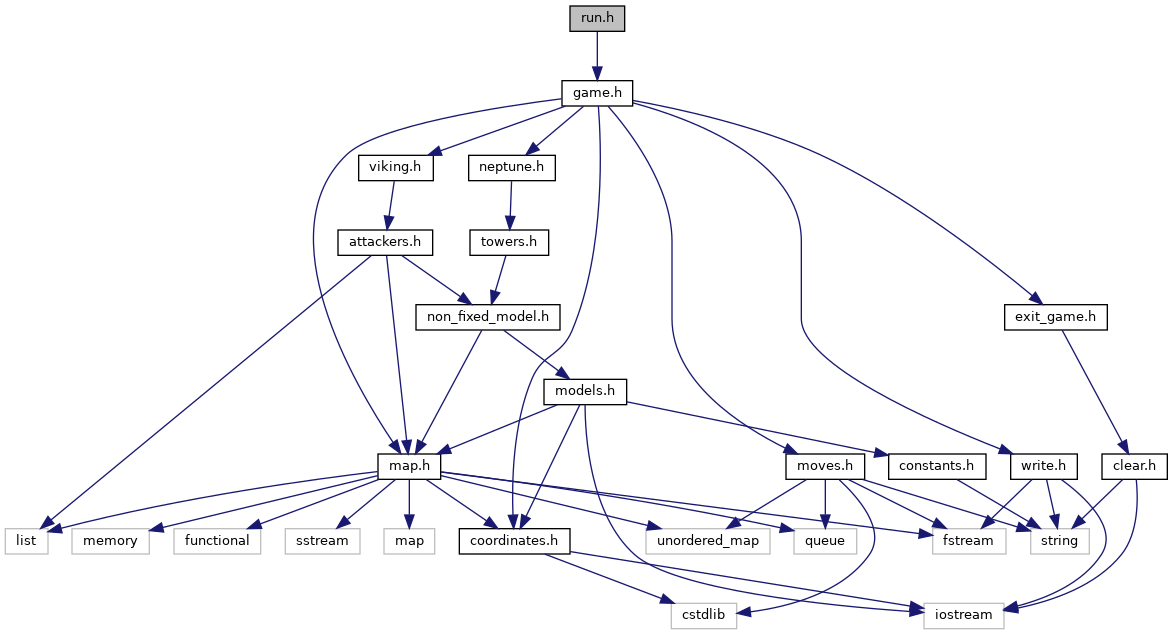 run.h
game.h
viking.h
neptune.h
attackers.h
towers.h
non_fixed_model.h
exit_game.h
models.h
map.h
moves.h
constants.h
write.h
clear.h
list
memory
functional
sstream
map
coordinates.h
unordered_map
queue
fstream
string
cstdlib
iostream